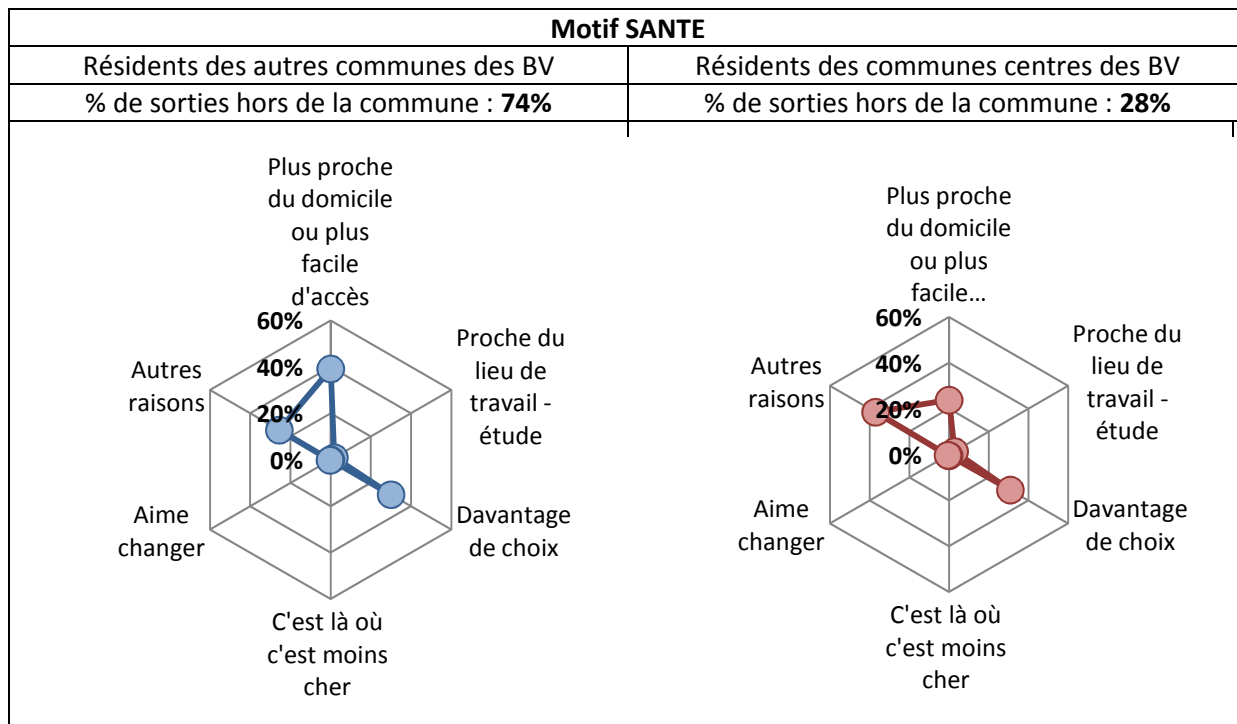 Motif SANTE
Résidents des autres communes des BV
Résidents des communes centres des BV
% de sorties hors de la commune : 74%
% de sorties hors de la commune : 28%
Plus proche
du domicile
ou plus
facile
d'accès
60%
40%
20%
0%
Proche du
lieu de
travail -
étude
Davantage
de choix
C'est là où
c'est moins
cher
Aime
changer
Autres
raisons
Plus proche
du domicile
ou plus
facile...
60%
40%
20%
0%
Proche du
lieu de
travail -
étude
Davantage
de choix
C'est là où
c'est moins
cher
Aime
changer
Autres
raisons